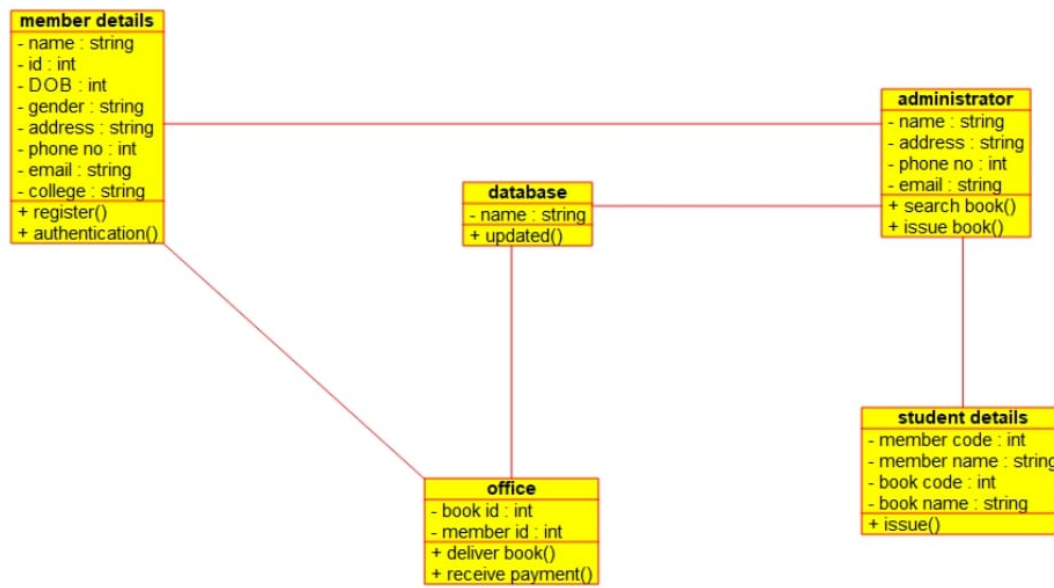 member details
- name : string
- id : int
- DOB : int
- gender : string
- address : string
- phone no : int
- email : string
- college : string
+ register()
+ authentication()
administrator
- name : string
- address : string
- phone no : int
- email : string
+ search book()
+ issue book()
database
- name : string
+ updated()
office
- book id : int
- member id : int
+ deliver book()
+ receive payment()
student details
- member code : int
- member name : string
- book code : int
- book name : string
+ issue()